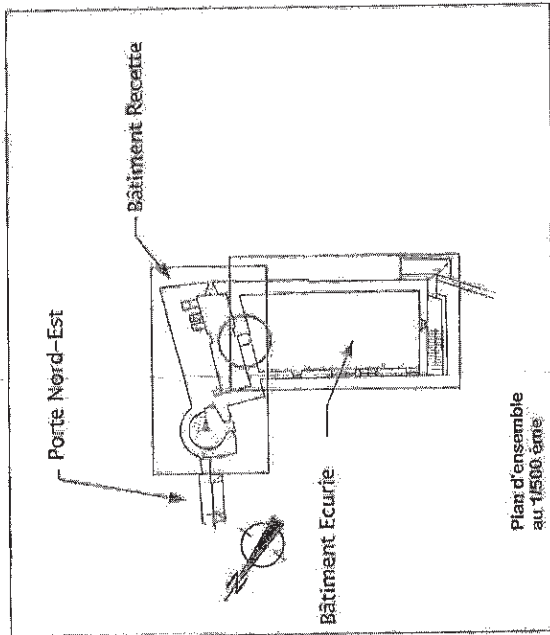 Porte Nord-Est
Bâtiment Recette
Bâtiment Ecurie
Plan d'ensemble
au 1/500 ème